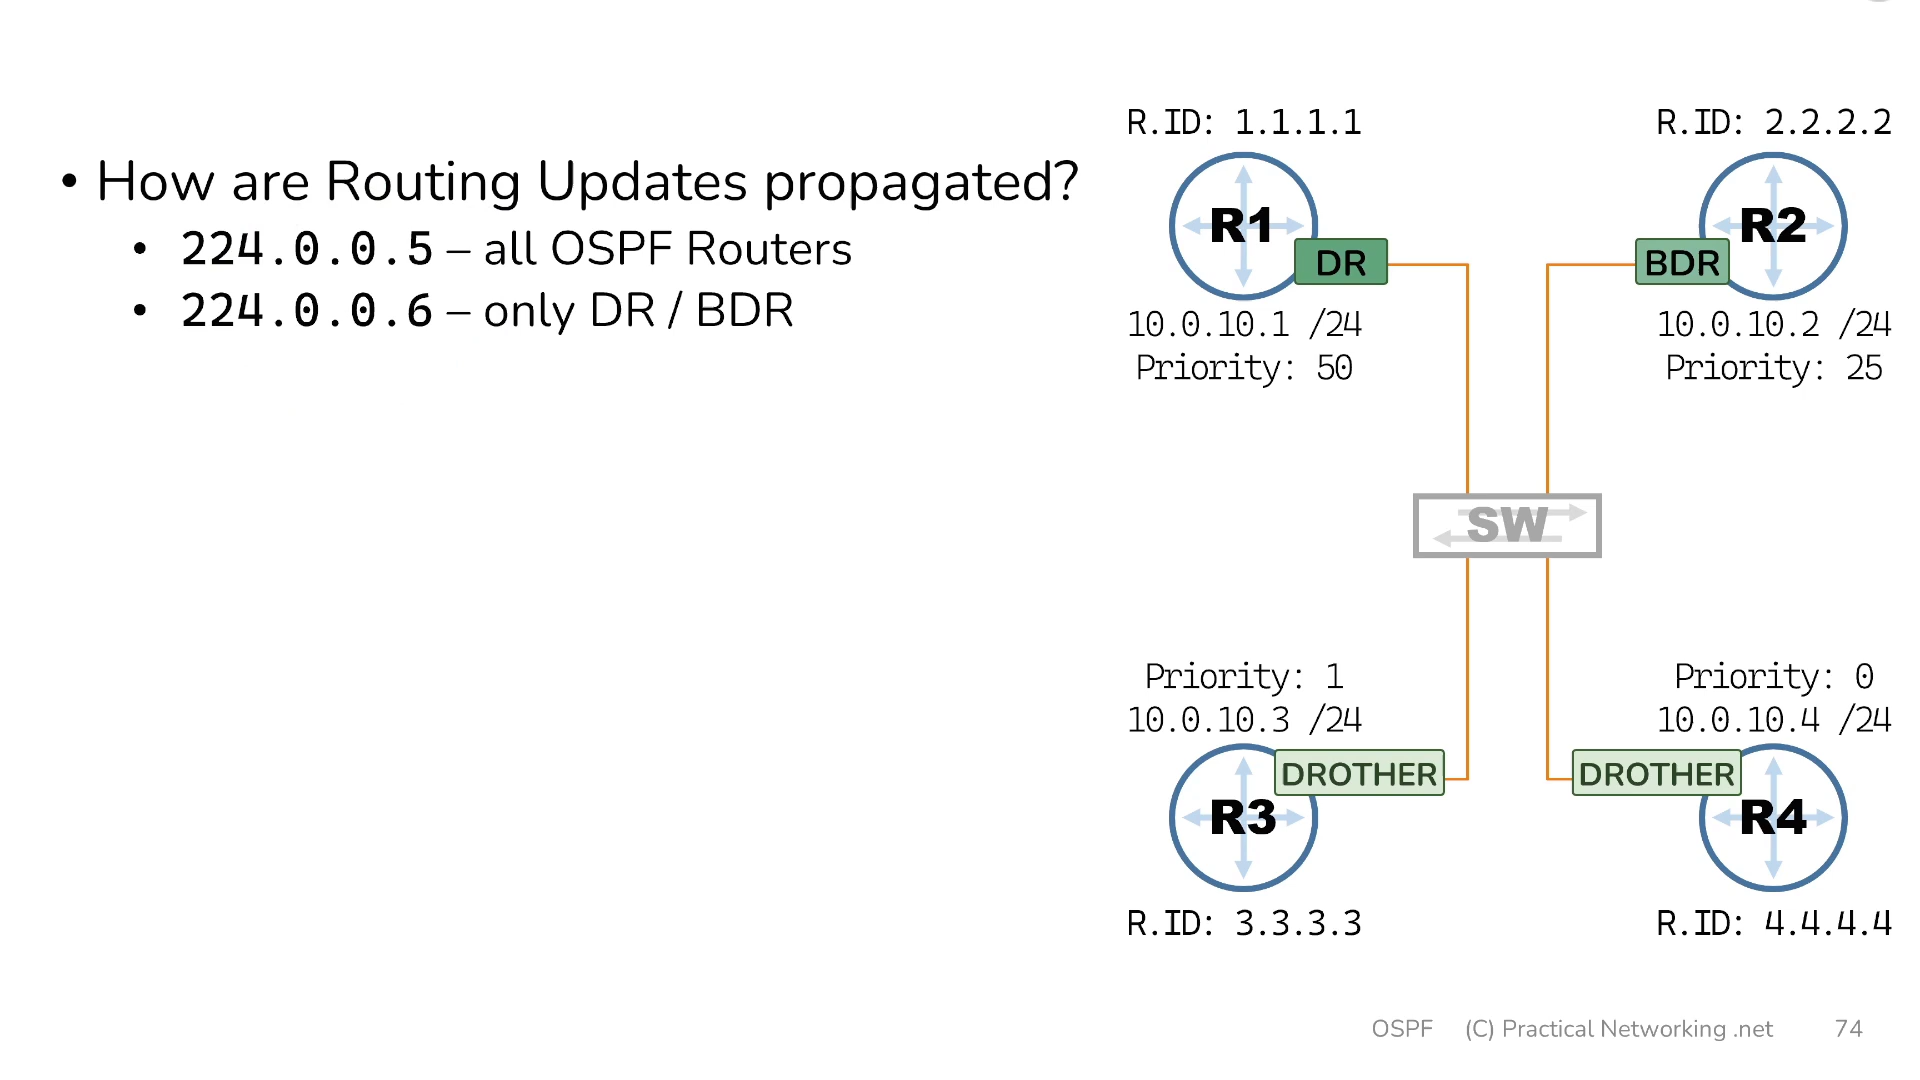 • How are Routing Updates propagated?
• 224.0.0.5 – all OSPF Routers
• 224.0.0.6 – only DR / BDR
R.ID: 1.1.1.1
R1
DR
10.0.10.1 /24
Priority: 50
R.ID: 2.2.2.2
R2
BDR
10.0.10.2 /24
Priority: 25
SW
Priority: 1
10.0.10.3 /24
DROTHER
R3
R.ID: 3.3.3.3
Priority: 0
10.0.10.4 /24
DROTHER
R4
R.ID: 4.4.4.4
OSPF (C) Practical Networking .net 74